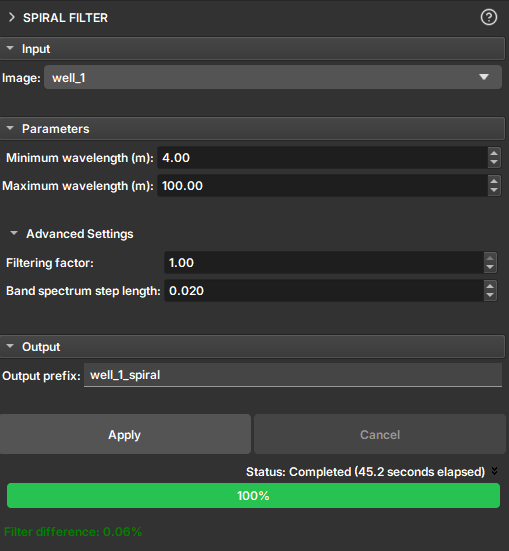 SPIRAL FILTER
Input
Image: well_1
Parameters
Minimum wavelength (m): 4.00
Maximum wavelength (m): 100.00
Advanced Settings
Filtering factor: 1.00
Band spectrum step length: 0.020
Output
Output prefix: well_1_spiral
Apply Cancel
Status: Completed (45.2 seconds elapsed)
100%
Filter difference: 0.06%